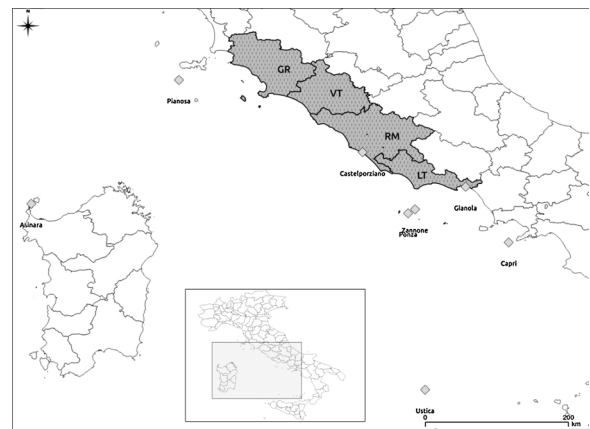 N
GR
VT
Pianosa
RM
Castelporziano
LT
Asinara
Gianola
Zannone
Ponza
Capri
Ustica
0
200
km